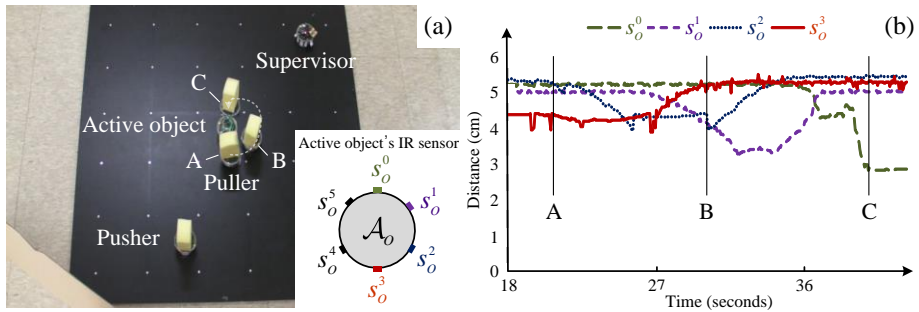 (a)
Supervisor
C
Active object
A
B
Puller
Pusher
Active object's IR sensor
s_O^0
s_O^5
s_O^1
A_O
s_O^4
s_O^2
s_O^3
s_O^0 s_O^1 s_O^2 s_O^3
(b)
Distance (cm)
6
5
4
3
2
1
0
A
B
C
18
27
36
Time (seconds)